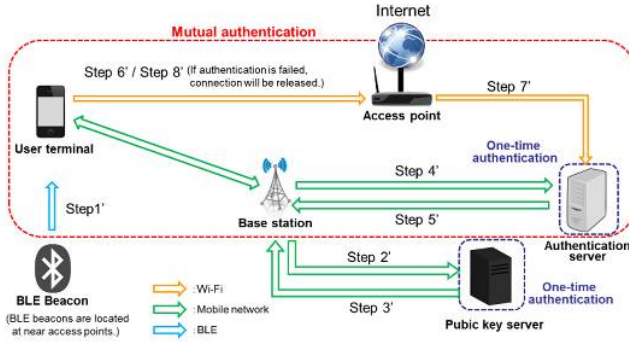 Internet
Mutual authentication
Step 6’ / Step 8’ (If authentication is failed,
connection will be released.)
Step 7’
Access point
User terminal
One-time
authentication
Step 4’
Step1’
Step 5’
Base station
Authentication
server
Step 2’
BLE Beacon
(BLE beacons are located
at near access points.)
: Wi-Fi
: Mobile network
: BLE
Step 3’
One-time
authentication
Pubic key server